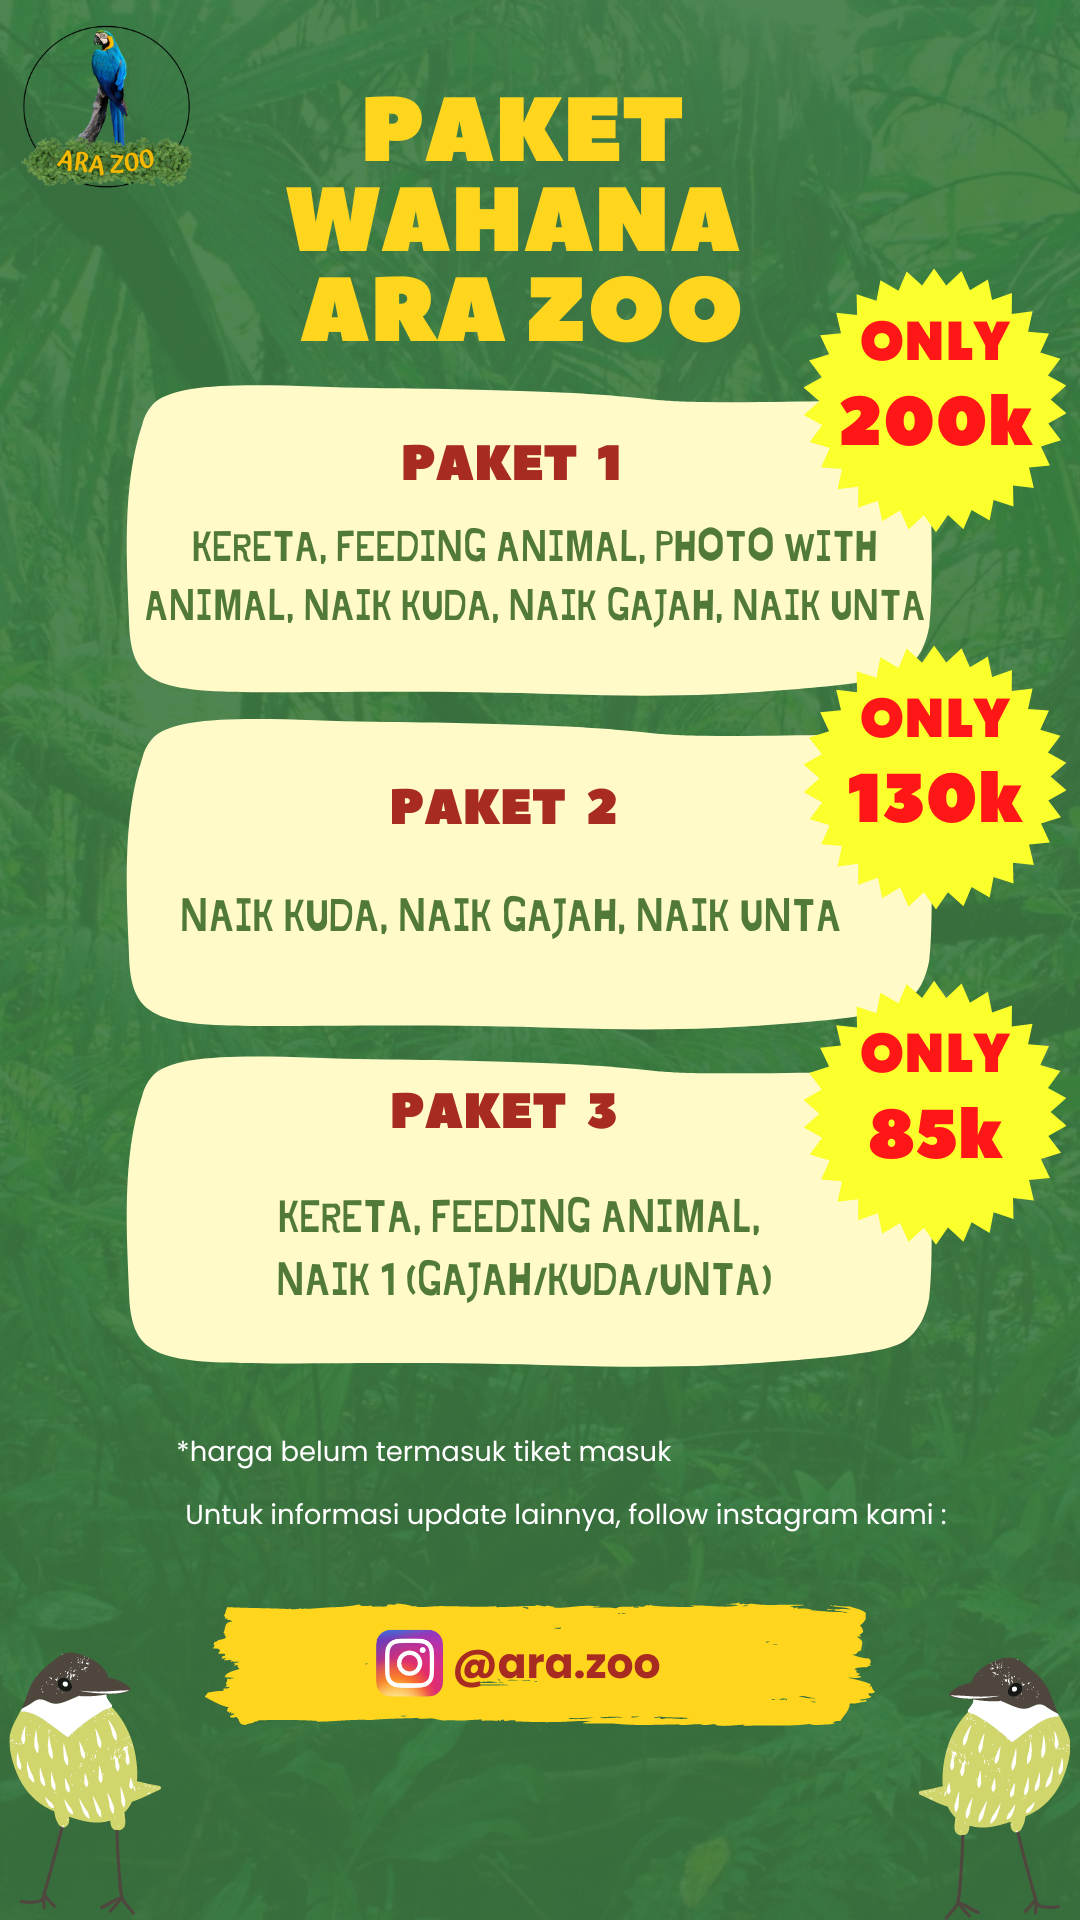 ARA ZOO
PAKET
WAHANA
ARA ZOO
ONLY
200k
PAKET 1
KERETA, FEEDING ANIMAL, PHOTO WITH
ANIMAL, NAIK KUDA, NAIK GAJAH, NAIK UNTA
ONLY
130k
PAKET 2
NAIK KUDA, NAIK GAJAH, NAIK UNTA
ONLY
85k
PAKET 3
KERETA, FEEDING ANIMAL,
NAIK 1 (GAJAH/KUDA/UNTA)
*harga belum termasuk tiket masuk
Untuk informasi update lainnya, follow instagram kami :
@ara.zoo